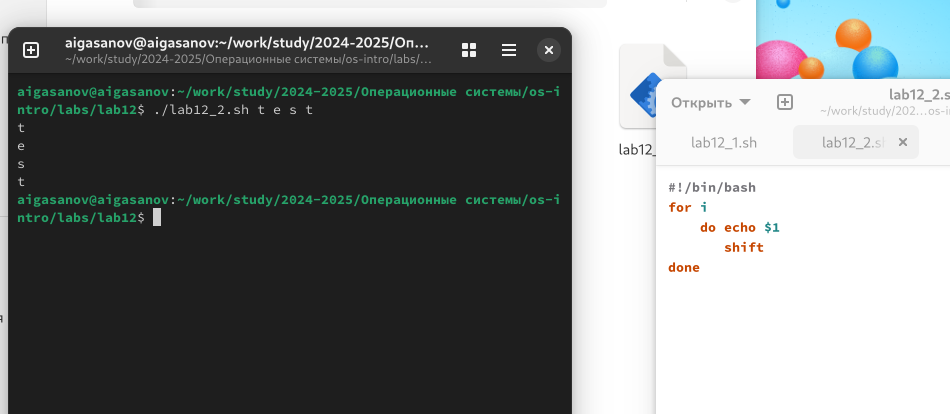 aigasanov@aigasanov:~/work/study/2024-2025/Оп...
~/work/study/2024-2025/Операционные системы/os-intro/labs/...
aigasanov@aigasanov:~/work/study/2024-2025/Операционные системы/os-i
ntro/labs/lab12$ ./lab12_2.sh t e s t
t
e
s
t
aigasanov@aigasanov:~/work/study/2024-2025/Операционные системы/os-i
ntro/labs/lab12$
lab12_
Открыть
lab12_2.s
~/work/study/202...os-i
lab12_1.sh
lab12_2.sh
#!/bin/bash
for i
do echo $1
shift
done